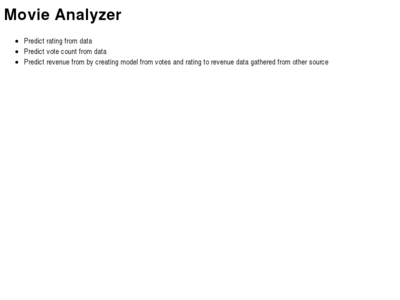 Movie Analyzer
• Predict rating from data
• Predict vote count from data
• Predict revenue from by creating model from votes and rating to revenue data gathered from other source